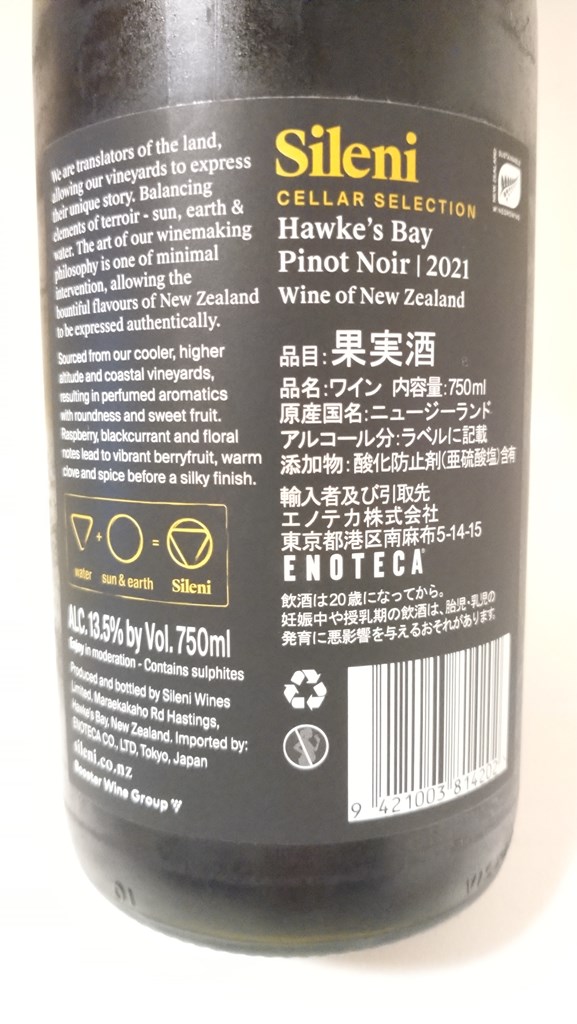 We are translators of the land,
allowing our vineyards to express
their unique story. Balancing
elements of terroir - sun, earth &
water. The art of our winemaking
philosophy is one of minimal
intervention, allowing the
bountiful flavours of New Zealand
to be expressed authentically.
Sourced from our cooler, higher
altitude and coastal vineyards,
resulting in perfumed aromatics
with roundness and sweet fruit.
Raspberry, blackcurrant and floral
notes lead to vibrant berryfruit, warm
clove and spice before a silky finish.
+ =
water sun & earth Sileni
ALC. 13.5% by Vol. 750ml
Enjoy in moderation - Contains sulphites
Produced and bottled by Sileni Wines
Limited, Maraekakaho Rd Hastings,
Hawke's Bay, New Zealand. Imported by:
ENOTECA CO., LTD, Tokyo, Japan
sileni.co.nz
Booster Wine Group
Sileni
CELLAR SELECTION
Hawke's Bay
Pinot Noir | 2021
Wine of New Zealand
品目:果実酒
品名:ワイン 内容量:750ml
原産国名:ニュージーランド
アルコール分:ラベルに記載
添加物:酸化防止剤(亜硫酸塩)含有
輸入者及び引取先
エノテカ株式会社
東京都港区南麻布5-14-15
ENOTECA
飲酒は20歳になってから。
妊娠中や授乳期の飲酒は、胎児・乳児の
発育に悪影響を与えるおそれがあります。
9 421003 81420